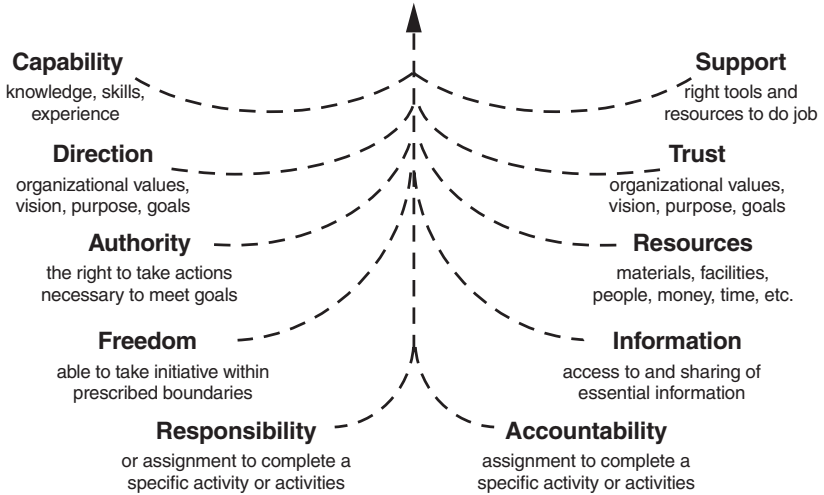 Capability
knowledge, skills,
experience
Support
right tools and
resources to do job
Direction
organizational values,
vision, purpose, goals
Trust
organizational values,
vision, purpose, goals
Authority
the right to take actions
necessary to meet goals
Resources
materials, facilities,
people, money, time, etc.
Freedom
able to take initiative within
prescribed boundaries
Information
access to and sharing of
essential information
Responsibility
or assignment to complete a
specific activity or activities
Accountability
assignment to complete a
specific activity or activities